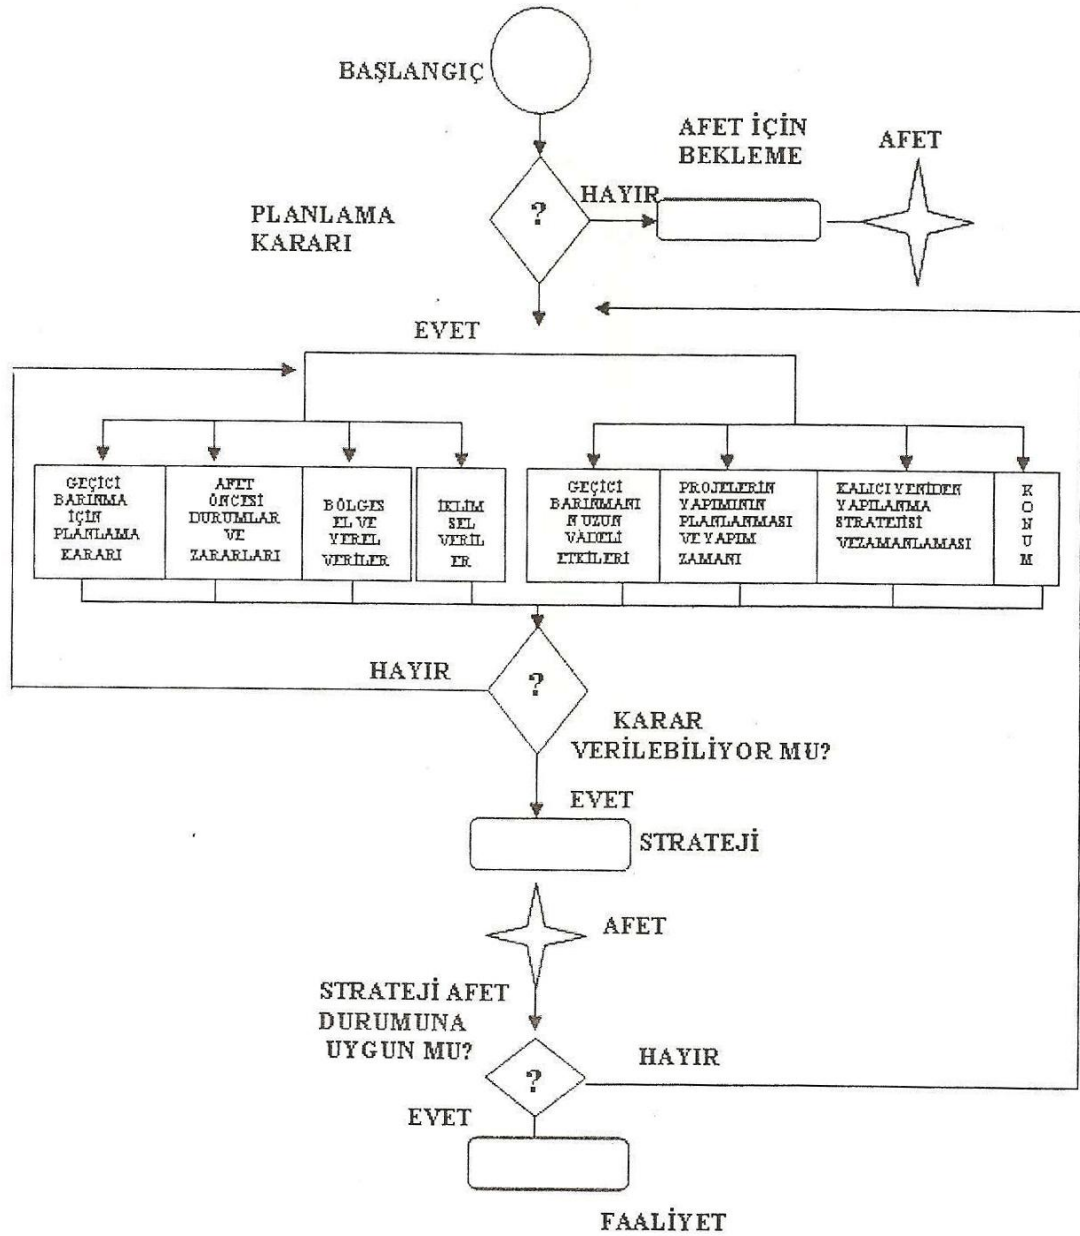 BAŞLANGIÇ
AFET İÇİN
BEKLEME
AFET
HAYIR
?
PLANLAMA
KARARI
EVET
GEÇİCİ
BARINMA
İÇİN
PLANLAMA
KARARI
AFET
ÖNCESİ
DURUMLAR
VE
ZARARLARI
BÖLGES
EL VE
YEREL
VERİLER
İKLİM
SEL
VERİL
ER
GEÇİCİ
BARINMANI
N UZUN
VADELİ
ETKİLERİ
PROJELERİN
YAPIMININ
PLANLANMASI
VE YAPIM
ZAMANI
KALICI YENİDEN
YAPILANMA
STRATEJİSİ
VEZAMANLAMASI
K
O
N
U
M
HAYIR
?
KARAR
VERİLEBİLİYOR MU?
EVET
STRATEJİ
AFET
STRATEJİ AFET
DURUMUNA
UYGUN MU?
HAYIR
?
EVET
FAALİYET